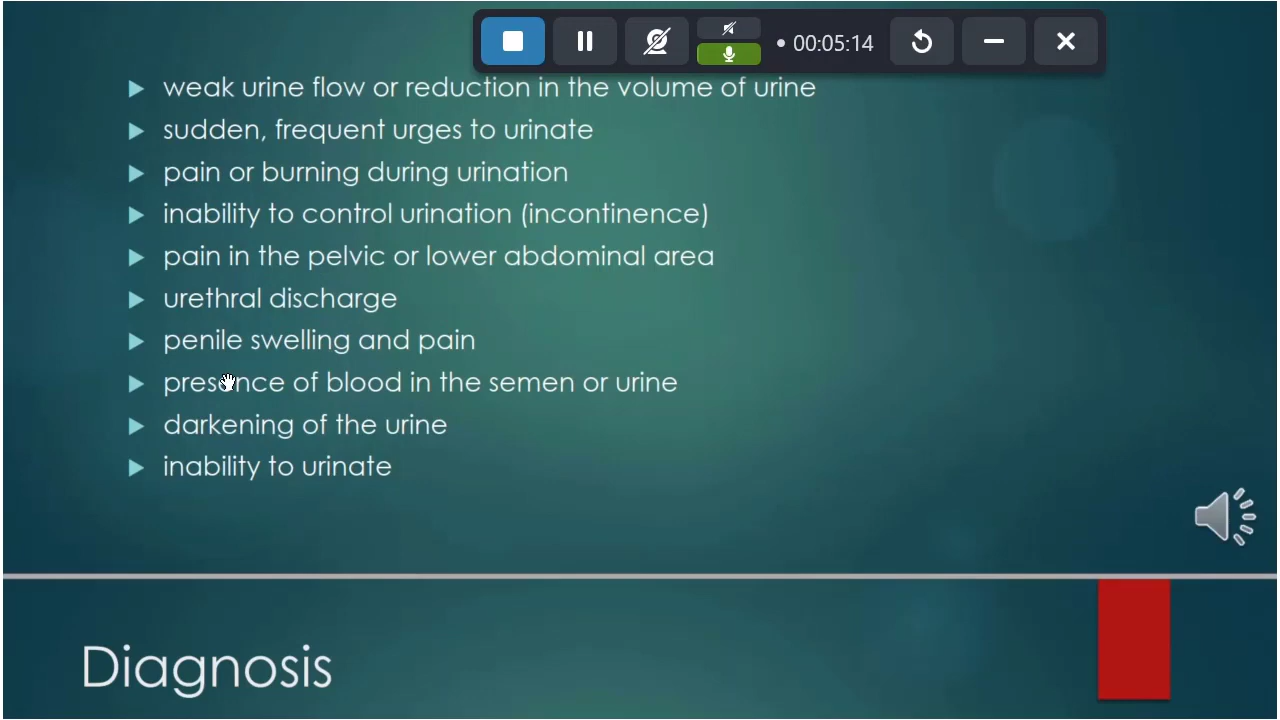 00:05:14
weak urine flow or reduction in the volume of urine
sudden, frequent urges to urinate
pain or burning during urination
inability to control urination (incontinence)
pain in the pelvic or lower abdominal area
urethral discharge
penile swelling and pain
presence of blood in the semen or urine
darkening of the urine
inability to urinate
Diagnosis